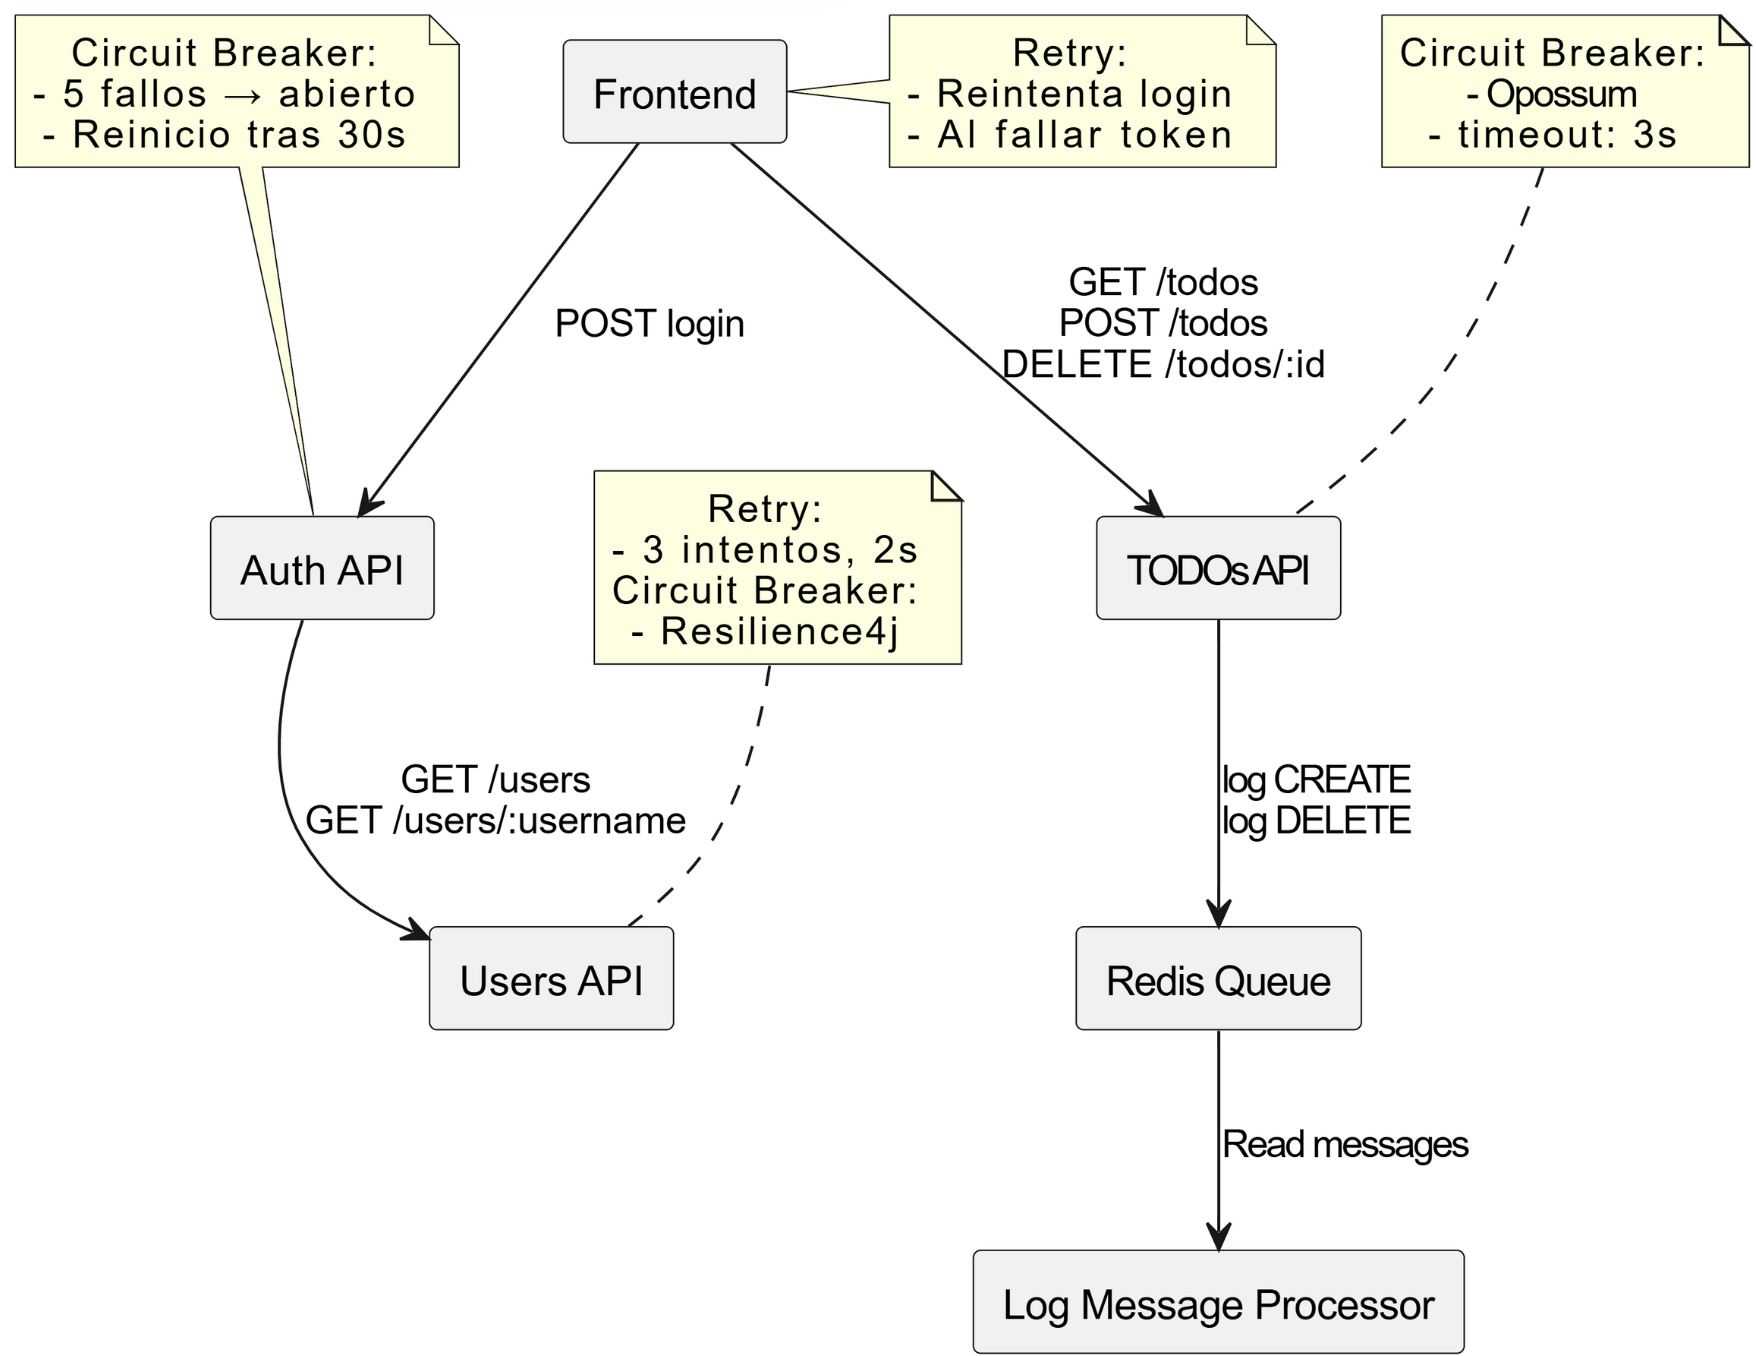 Circuit Breaker:
- 5 fallos → abierto
- Reinicio tras 30s
Frontend
Retry:
- Reintenta login
- Al fallar token
Circuit Breaker:
- Opossum
- timeout: 3s
POST login
GET /todos
POST /todos
DELETE /todos/:id
Auth API
Retry:
- 3 intentos, 2s
Circuit Breaker:
- Resilience4j
TODOs API
GET /users
GET /users/:username
log CREATE
log DELETE
Users API
Redis Queue
Read messages
Log Message Processor